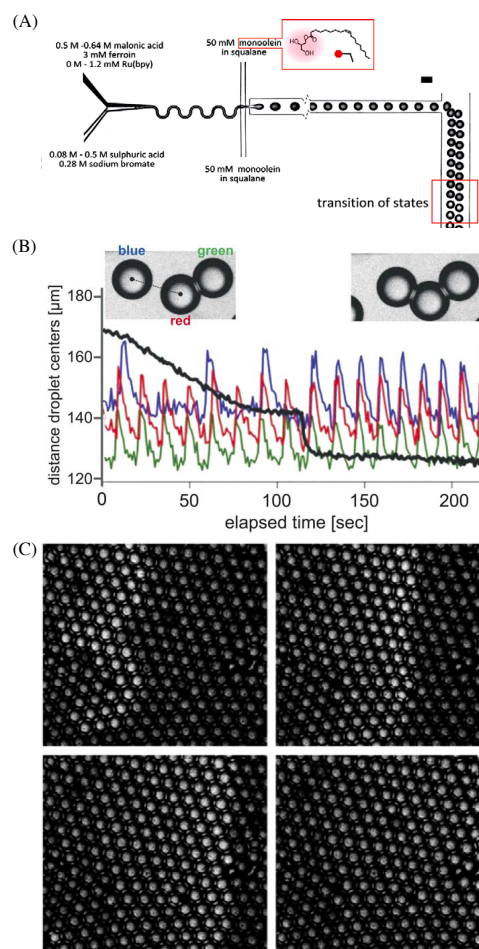 (A)
0.5 M -0.64 M malonic acid
3 mM ferroin
0 M - 1.2 mM Ru(bpy)
50 mM monoolein
in squalane
O
HO
O
OH
0.08 M - 0.5 M sulphuric acid
0.28 M sodium bromate
50 mM monoolein
in squalane
transition of states
(B)
blue
green
red
distance droplet centers [µm]
180
160
140
120
0
50
100
150
200
elapsed time [sec]
(C)